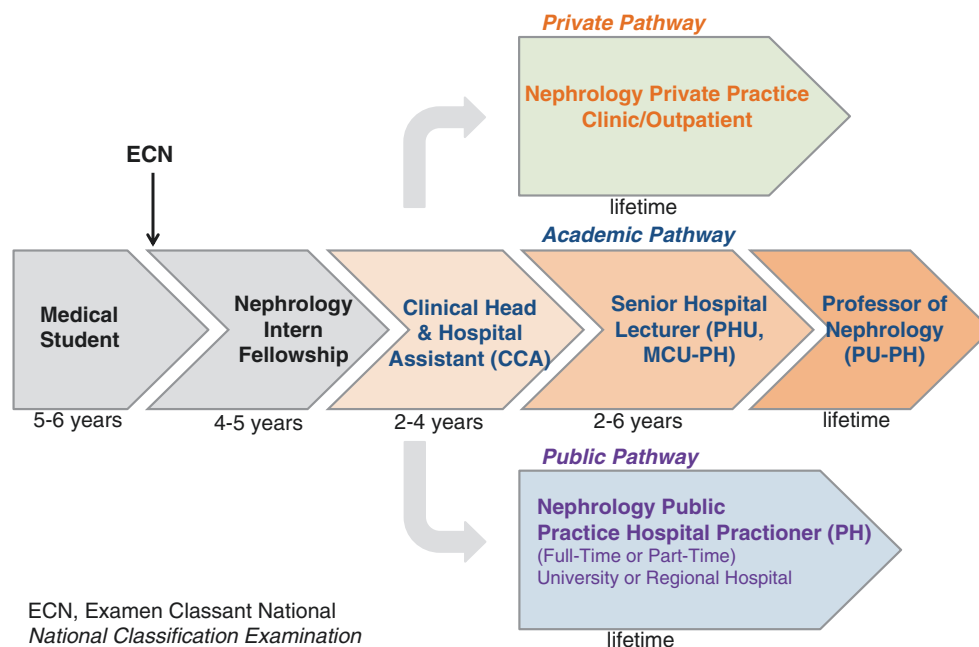 Private Pathway
Nephrology Private Practice
Clinic/Outpatient
lifetime
ECN
Academic Pathway
Medical
Student
5-6 years
Nephrology
Intern
Fellowship
4-5 years
Clinical Head
& Hospital
Assistant (CCA)
2-4 years
Senior Hospital
Lecturer (PHU,
MCU-PH)
2-6 years
Professor of
Nephrology
(PU-PH)
lifetime
Public Pathway
Nephrology Public
Practice Hospital Practioner (PH)
(Full-Time or Part-Time)
University or Regional Hospital
lifetime
ECN, Examen Classant National
National Classification Examination